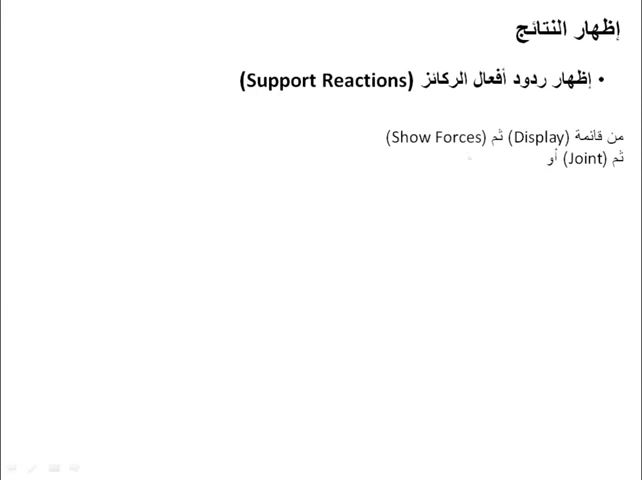 إظهار النتائج
• إظهار ردود أفعال الركائز (Support Reactions)
من قائمة (Display) ثم (Show Forces)
ثم (Joint) أو